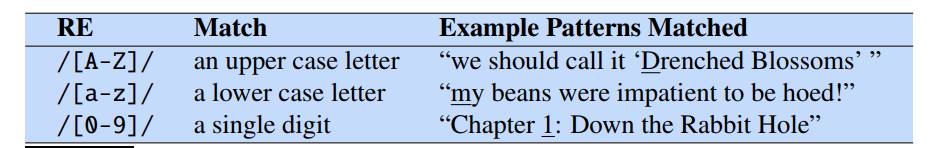 RE Match Example Patterns Matched
/[A-Z]/ an upper case letter “we should call it ‘Drenched Blossoms’ ”
/[a-z]/ a lower case letter “my beans were impatient to be hoed!”
/[0-9]/ a single digit “Chapter 1: Down the Rabbit Hole”